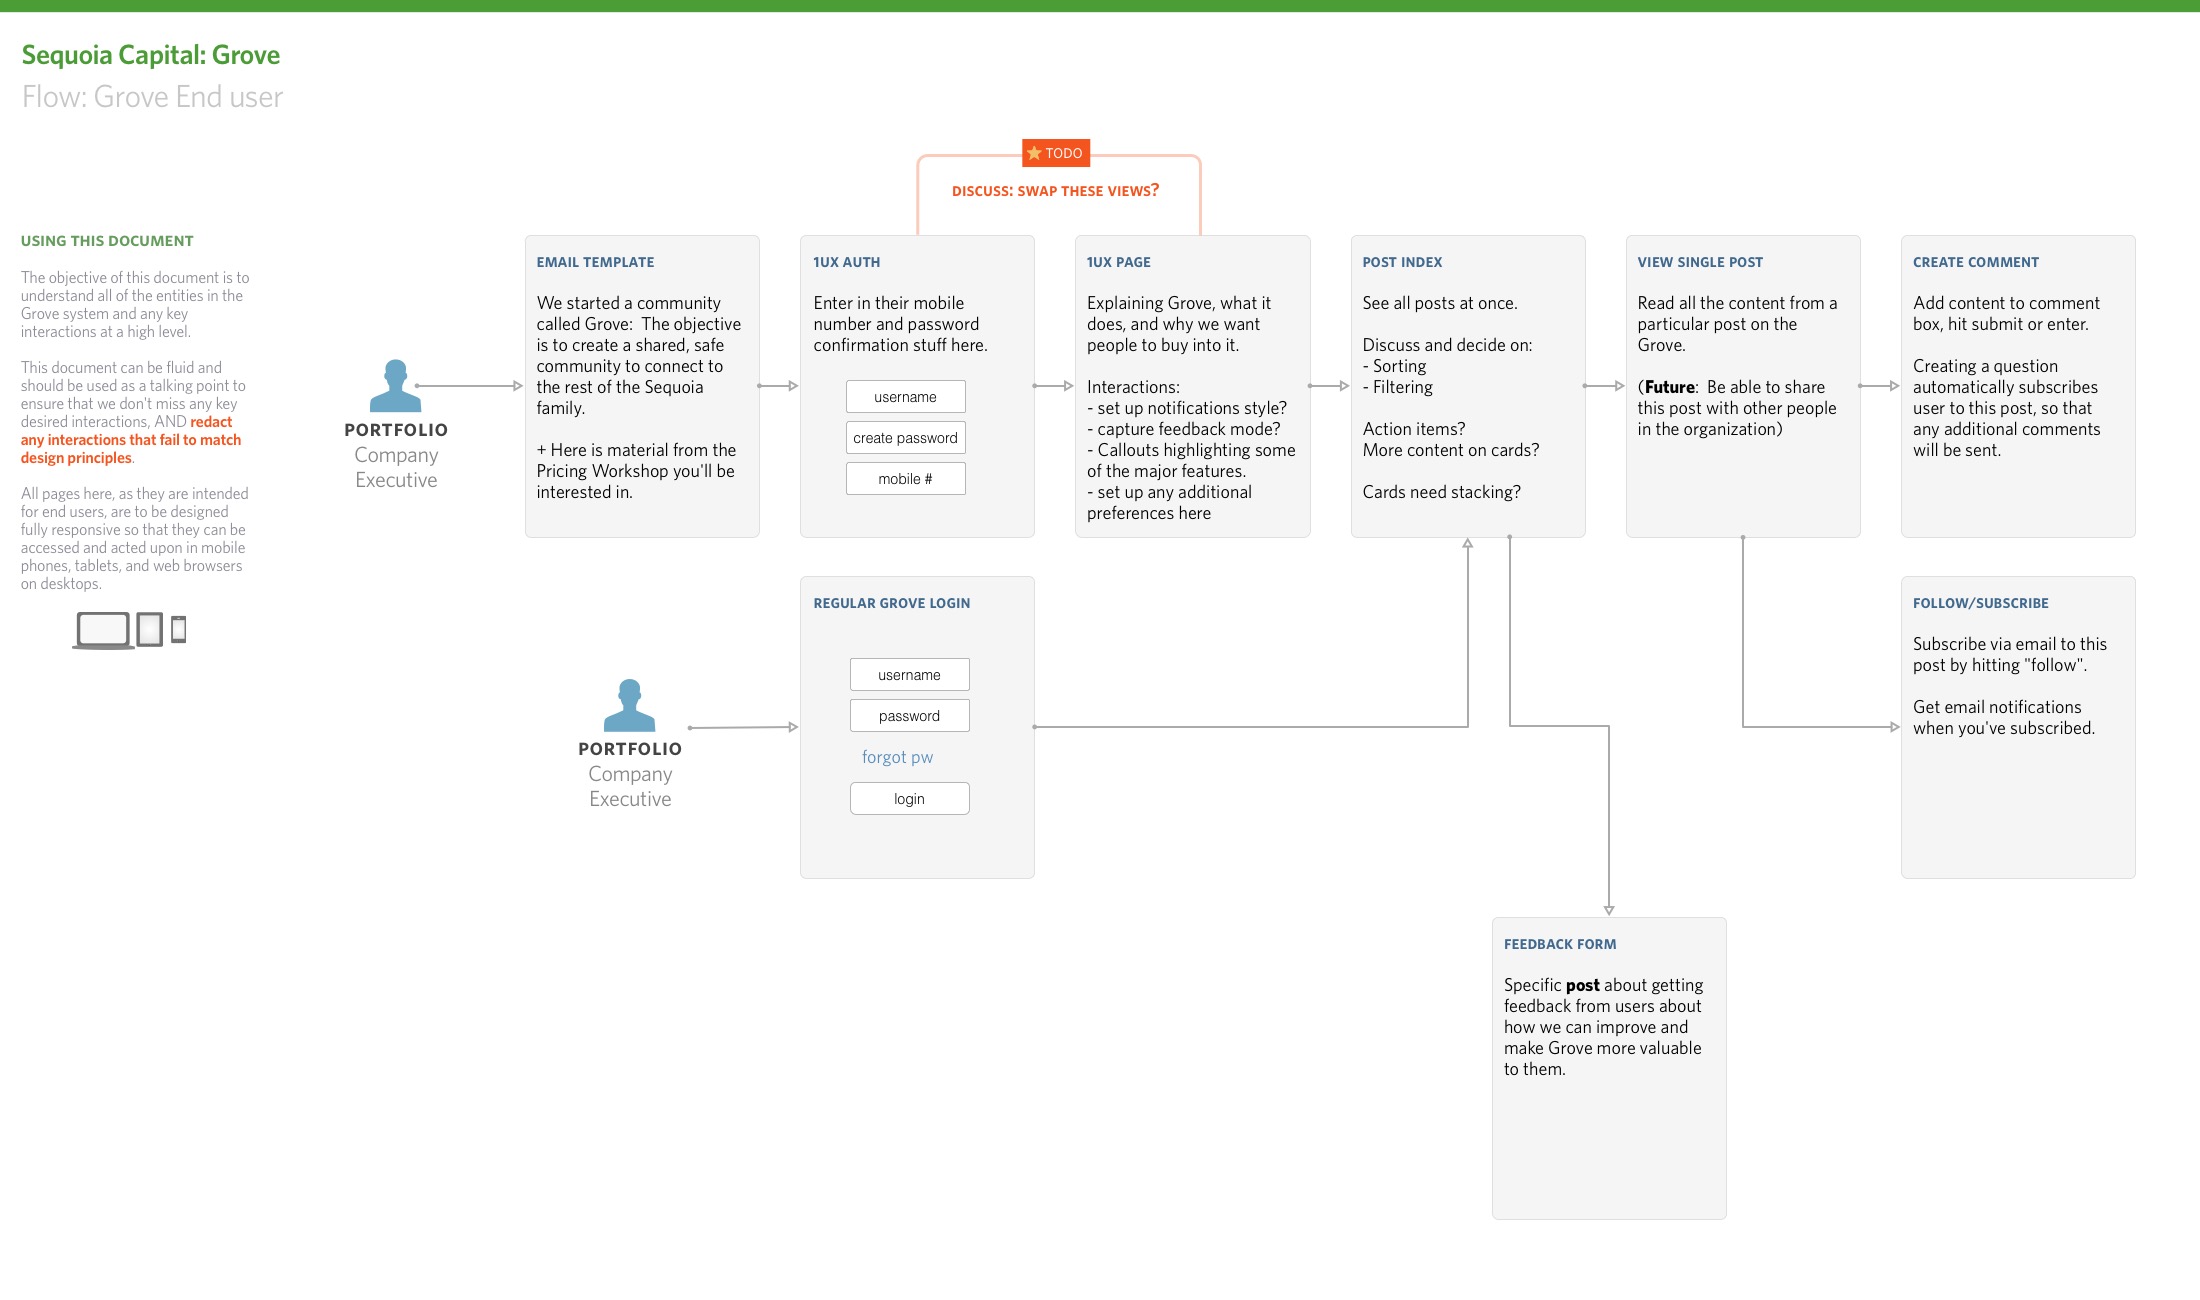 Sequoia Capital: Grove
Flow: Grove End user
TODO
DISCUSS: SWAP THESE VIEWS?
USING THIS DOCUMENT
The objective of this document is to
understand all of the entities in the
Grove system and any key
interactions at a high level.
This document can be fluid and
should be used as a talking point to
ensure that we don't miss any key
desired interactions, AND redact
any interactions that fail to match
design principles.
All pages here, as they are intended
for end users, are to be designed
fully responsive so that they can be
accessed and acted upon in mobile
phones, tablets, and web browsers
on desktops.
PORTFOLIO
Company
Executive
EMAIL TEMPLATE
We started a community
called Grove:  The objective
is to create a shared, safe
community to connect to
the rest of the Sequoia
family.
+ Here is material from the
Pricing Workshop you'll be
interested in.
1UX AUTH
Enter in their mobile
number and password
confirmation stuff here.
username
create password
mobile #
1UX PAGE
Explaining Grove, what it
does, and why we want
people to buy into it.
Interactions:
- set up notifications style?
- capture feedback mode?
- Callouts highlighting some
of the major features.
- set up any additional
preferences here
POST INDEX
See all posts at once.
Discuss and decide on:
- Sorting
- Filtering
Action items?
More content on cards?
Cards need stacking?
VIEW SINGLE POST
Read all the content from a
particular post on the
Grove.
(Future:  Be able to share
this post with other people
in the organization)
CREATE COMMENT
Add content to comment
box, hit submit or enter.
Creating a question
automatically subscribes
user to this post, so that
any additional comments
will be sent.
PORTFOLIO
Company
Executive
REGULAR GROVE LOGIN
username
password
forgot pw
login
FOLLOW/SUBSCRIBE
Subscribe via email to this
post by hitting "follow".
Get email notifications
when you've subscribed.
FEEDBACK FORM
Specific post about getting
feedback from users about
how we can improve and
make Grove more valuable
to them.